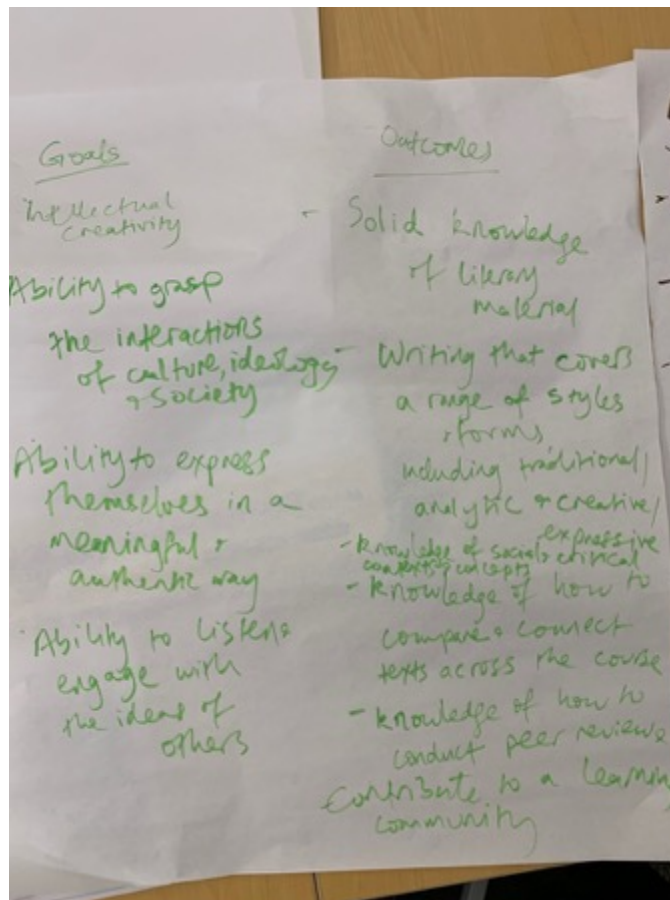 Goals
Intellectual
creativity
Ability to grasp
the interactions
of culture, ideology
+ society
Ability to express
themselves in a
meaningful +
authentic way
Ability to listen +
engage with
the ideas of
others
Outcomes
- Solid knowledge
of literary
material
- Writing that covers
a range of styles
+ forms,
including traditional/
analytic + creative/
expressive
- knowledge of social + critical
contexts + concepts
- knowledge of how to
compare + connect
texts across the course
- knowledge of how to
conduct peer reviews
Contribute to a learning
community